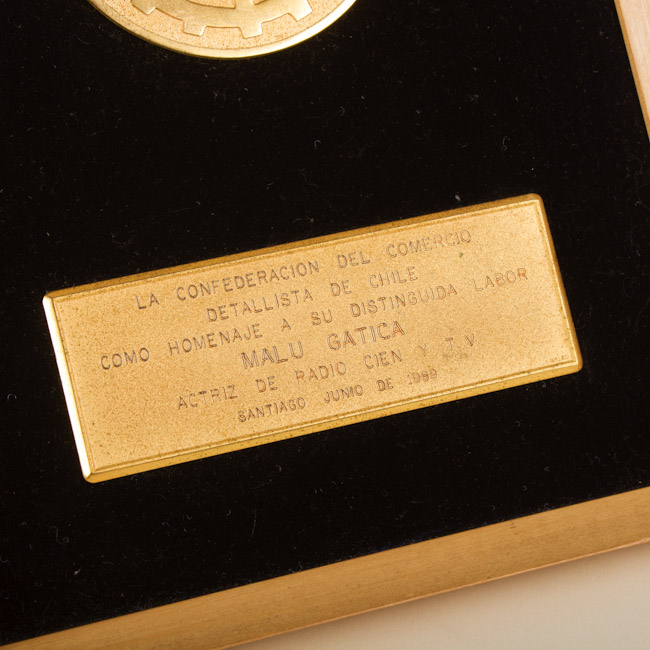 LA CONFEDERACION DEL COMERCIO
DETALLISTA DE CHILE
COMO HOMENAJE A SU DISTINGUIDA LABOR
MALU GATICA
ACTRIZ DE RADIO CIEN Y T.V
SANTIAGO JUNIO DE 1989